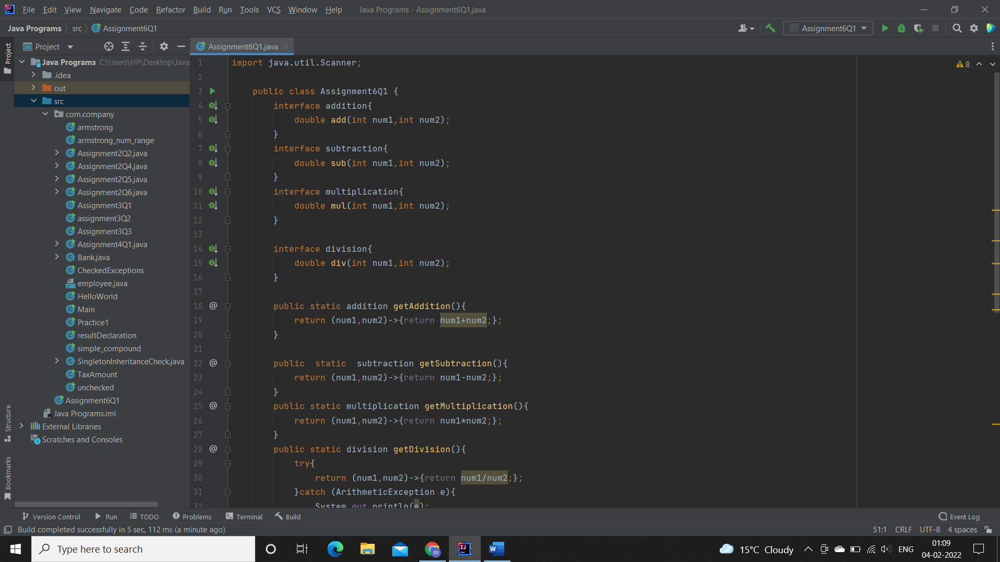 File Edit View Navigate Code Refactor Build Run Tools VCS Window Help Java Programs - Assignment6Q1.java
Java Programs src Assignment6Q1 Assignment6Q1
Project Assignment6Q1.java
Project
Java Programs C:\Users\HP\Desktop\Java
.idea
out
src
com.company
armstrong
armstrong_num_range
Assignment2Q2.java
Assignment2Q4.java
Assignment2Q5.java
Assignment2Q6.java
Assignment3Q1
assignment3Q2
Assignment3Q3
Assignment4Q1.java
Bank.java
CheckedExceptions
employee.java
HelloWorld
Main
Practice1
resultDeclaration
simple_compound
SingletonInheritanceCheck.java
TaxAmount
unchecked
Assignment6Q1
Java Programs.iml
External Libraries
Scratches and Consoles
Structure
Bookmarks
8
1 import java.util.Scanner;
2
3 public class Assignment6Q1 {
4 interface addition{
5 double add(int num1,int num2);
6 }
7 interface subtraction{
8 double sub(int num1,int num2);
9 }
10 interface multiplication{
11 double mul(int num1,int num2);
12 }
13
14 interface division{
15 double div(int num1,int num2);
16 }
17
18 @ public static addition getAddition(){
19 return (num1,num2)->{return num1+num2;};
20 }
21
22 @ public  static  subtraction getSubtraction(){
23 return (num1,num2)->{return num1-num2;};
24 }
25 @ public static multiplication getMultiplication(){
26 return (num1,num2)->{return num1*num2;};
27 }
28 @ public static division getDivision(){
29 try{
30 return (num1,num2)->{return num1/num2;};
31 }catch (ArithmeticException e){
32 System.out.println(e);
Version Control Run TODO Problems Terminal Build Event Log
Build completed successfully in 5 sec, 112 ms (a minute ago) 51:1 CRLF UTF-8 4 spaces
Type here to search 15°C Cloudy ENG 01:09
04-02-2022